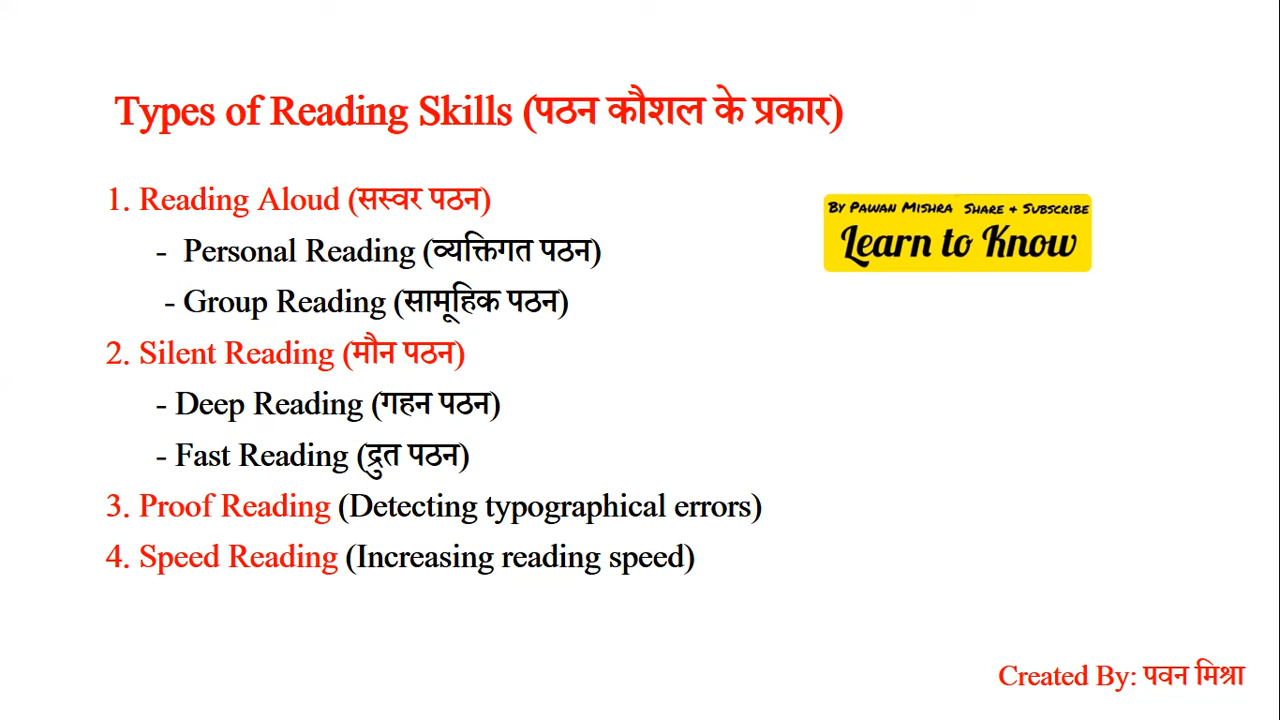 Types of Reading Skills (पठन कौशल के प्रकार)
1. Reading Aloud (सस्वर पठन)
- Personal Reading (व्यक्तिगत पठन)
- Group Reading (सामूहिक पठन)
2. Silent Reading (मौन पठन)
- Deep Reading (गहन पठन)
- Fast Reading (द्रुत पठन)
3. Proof Reading (Detecting typographical errors)
4. Speed Reading (Increasing reading speed)
By Pawan Mishra Share & Subscribe
Learn to Know
Created By: पवन मिश्रा